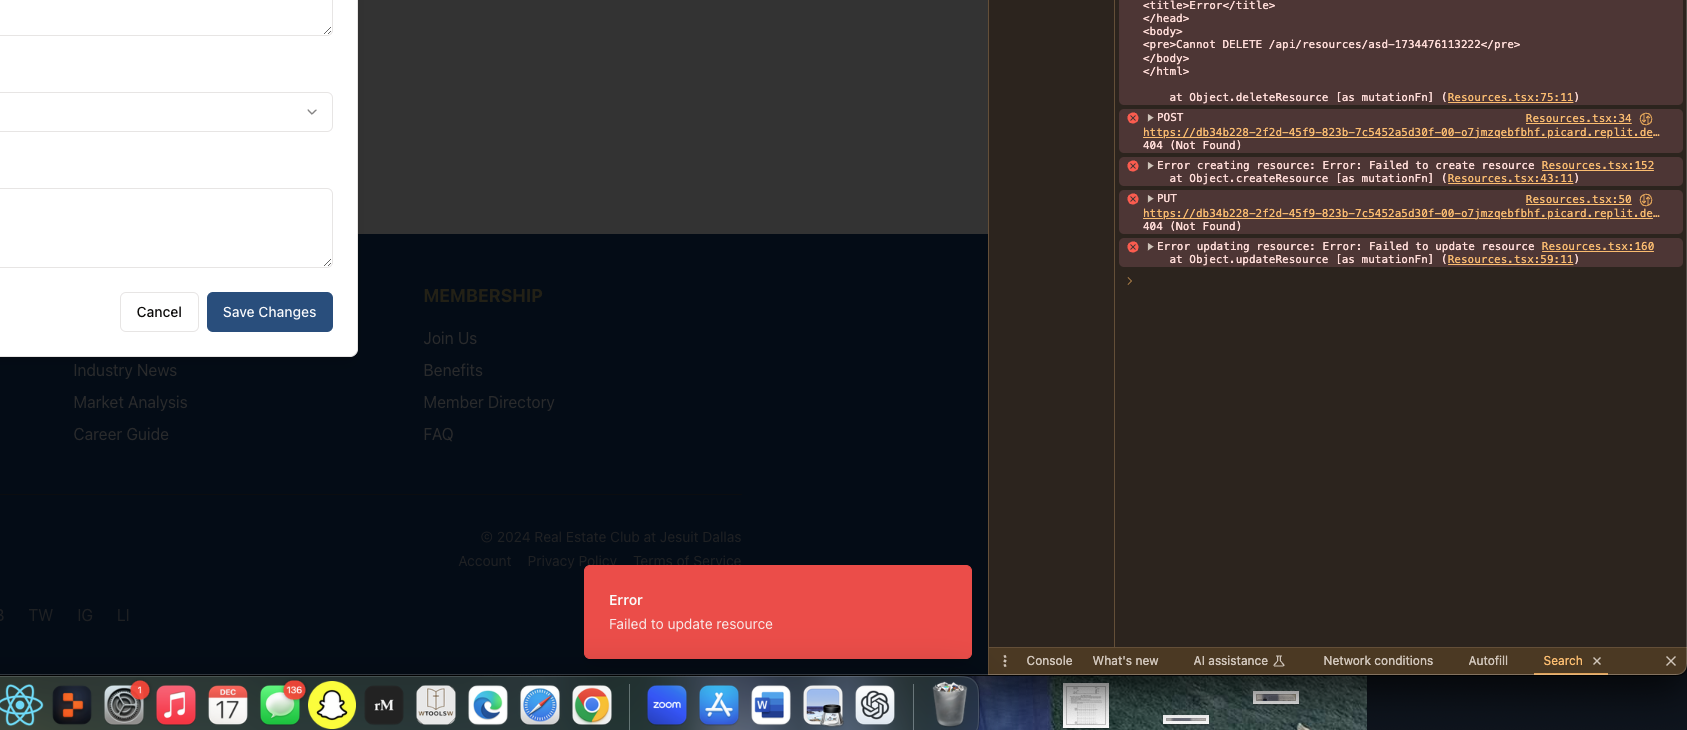 Cancel
Save Changes
MEMBERSHIP
Join Us
Industry News
Benefits
Market Analysis
Member Directory
Career Guide
FAQ
© 2024 Real Estate Club at Jesuit Dallas
Account Privacy Policy Terms of Service
TW IG LI
Error
Failed to update resource
<title>Error</title>
</head>
<body>
<pre>Cannot DELETE /api/resources/asd-1734476113222</pre>
</body>
</html>
at Object.deleteResource [as mutationFn] (Resources.tsx:75:11)
POST Resources.tsx:34
https://db34b228-2f2d-45f9-823b-7c5452a5d30f-00-o7jmzqebfbhf.picard.replit.de…
404 (Not Found)
Error creating resource: Error: Failed to create resource Resources.tsx:152
at Object.createResource [as mutationFn] (Resources.tsx:43:11)
PUT Resources.tsx:50
https://db34b228-2f2d-45f9-823b-7c5452a5d30f-00-o7jmzqebfbhf.picard.replit.de…
404 (Not Found)
Error updating resource: Error: Failed to update resource Resources.tsx:160
at Object.updateResource [as mutationFn] (Resources.tsx:59:11)
Console What's new AI assistance Network conditions Autofill Search
1
DEC
17
136
rM
WTOOLSW
zoom
W